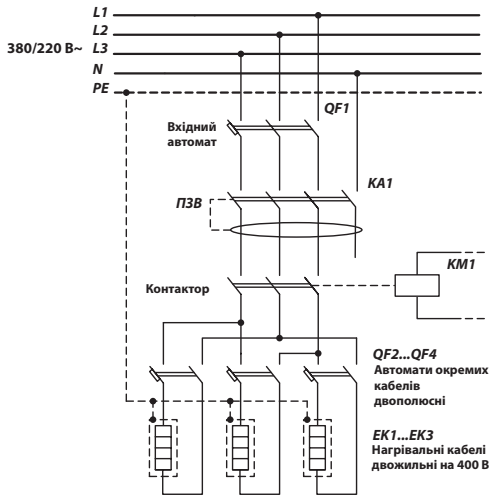 L1
L2
380/220 В~ L3
N
PE
QF1
Вхідний
автомат
KA1
ПЗВ
KM1
Контактор
QF2...QF4
Автомати окремих
кабелів
двополюсні
EK1...EK3
Нагрівальні кабелі
двожильні на 400 В